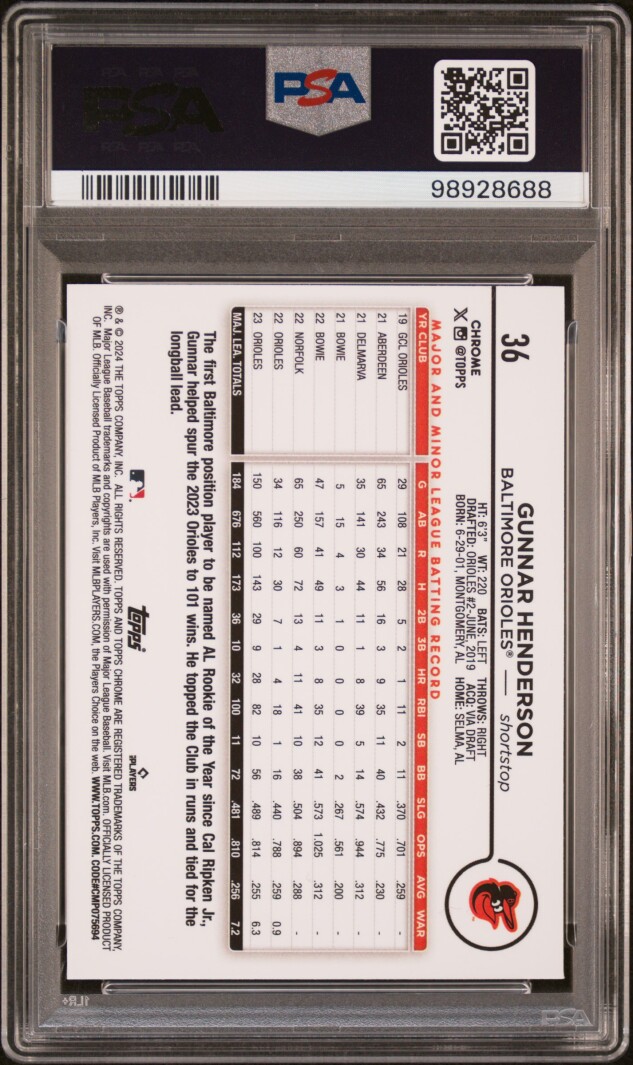 PSA
98928688
36
GUNNAR HENDERSON
BALTIMORE ORIOLES® — shortstop
CHROME
@TOPPS
HT: 6'3" WT: 220 BATS: LEFT THROWS: RIGHT
DRAFTED: ORIOLES #2-JUNE, 2019 ACQ: VIA DRAFT
BORN: 6-29-01, MONTGOMERY, AL HOME: SELMA, AL
MAJOR AND MINOR LEAGUE BATTING RECORD
YR CLUB G AB R H 2B 3B HR RBI SB BB SLG OPS AVG WAR
19 GCL ORIOLES 29 108 21 28 5 2 1 11 2 11 .370 .701 .259 -
21 ABERDEEN 65 243 34 56 16 3 9 35 11 40 .432 .775 .230 -
21 DELMARVA 35 141 30 44 11 1 8 39 5 14 .574 .944 .312 -
21 BOWIE 5 15 4 3 1 0 0 0 0 2 .267 .561 .200 -
22 BOWIE 47 157 41 49 11 3 8 35 12 41 .573 1.025 .312 -
22 NORFOLK 65 250 60 72 13 4 11 41 10 38 .504 .894 .288 -
22 ORIOLES 34 116 12 30 7 1 4 18 1 16 .440 .788 .259 0.9
23 ORIOLES 150 560 100 143 29 9 28 82 10 56 .489 .814 .255 6.3
MAJ. LEA. TOTALS 184 676 112 173 36 10 32 100 11 72 .481 .810 .256 7.2
The first Baltimore position player to be named AL Rookie of the Year since Cal Ripken Jr.,
Gunnar helped spur the 2023 Orioles to 101 wins. He topped the Club in runs and tied for the
longball lead.
topps
PLAYERS
® & © 2024 THE TOPPS COMPANY, INC. ALL RIGHTS RESERVED. TOPPS AND TOPPS CHROME ARE REGISTERED TRADEMARKS OF THE TOPPS COMPANY,
INC. Major League Baseball trademarks and copyrights are used with permission of Major League Baseball. Visit MLB.com. OFFICIALLY LICENSED PRODUCT
OF MLB Players, Inc. Visit MLBPLAYERS.COM, the Players Choice on the web. WWW.TOPPS.COM. CODE#CMP075694